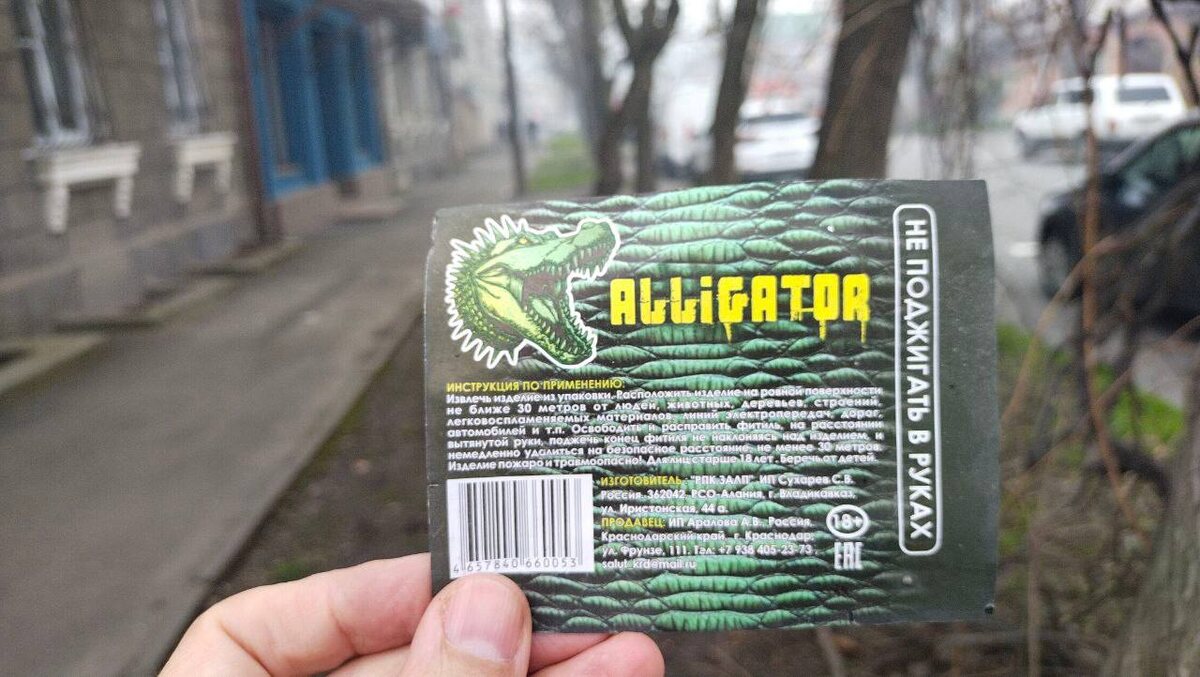 ALLiGATOR
ИНСТРУКЦИЯ ПО ПРИМЕНЕНИЮ:
Извлечь изделие из упаковки. Расположить изделие на ровной поверхности
не ближе 30 метров от людей, животных, деревьев, строений,
легковоспламеняемых материалов, линий электропередач, дорог,
автомобилей и т.п. Освободить и расправить фитиль, на расстоянии
вытянутой руки, поджечь конец фитиля не наклоняясь над изделием, и
немедленно удалиться на безопасное расстояние, не менее 30 метров.
Изделие пожаро и травмоопасно! Для лиц старше 18 лет. Беречь от детей.
ИЗГОТОВИТЕЛЬ: "РПК ЗАЛП" ИП Сухарев С.В.
Россия. 362042, РСО-Алания, г. Владикавказ,
ул. Иристонская, 44 а.
ПРОДАВЕЦ: ИП Аралова А.В., Россия,
Краснодарский край, г. Краснодар,
ул. Фрунзе, 111. Тел: +7 936 405-23-73
salut_krd@mail.ru
4 657840 660053
18+
EAC
НЕ ПОДЖИГАТЬ В РУКАХ